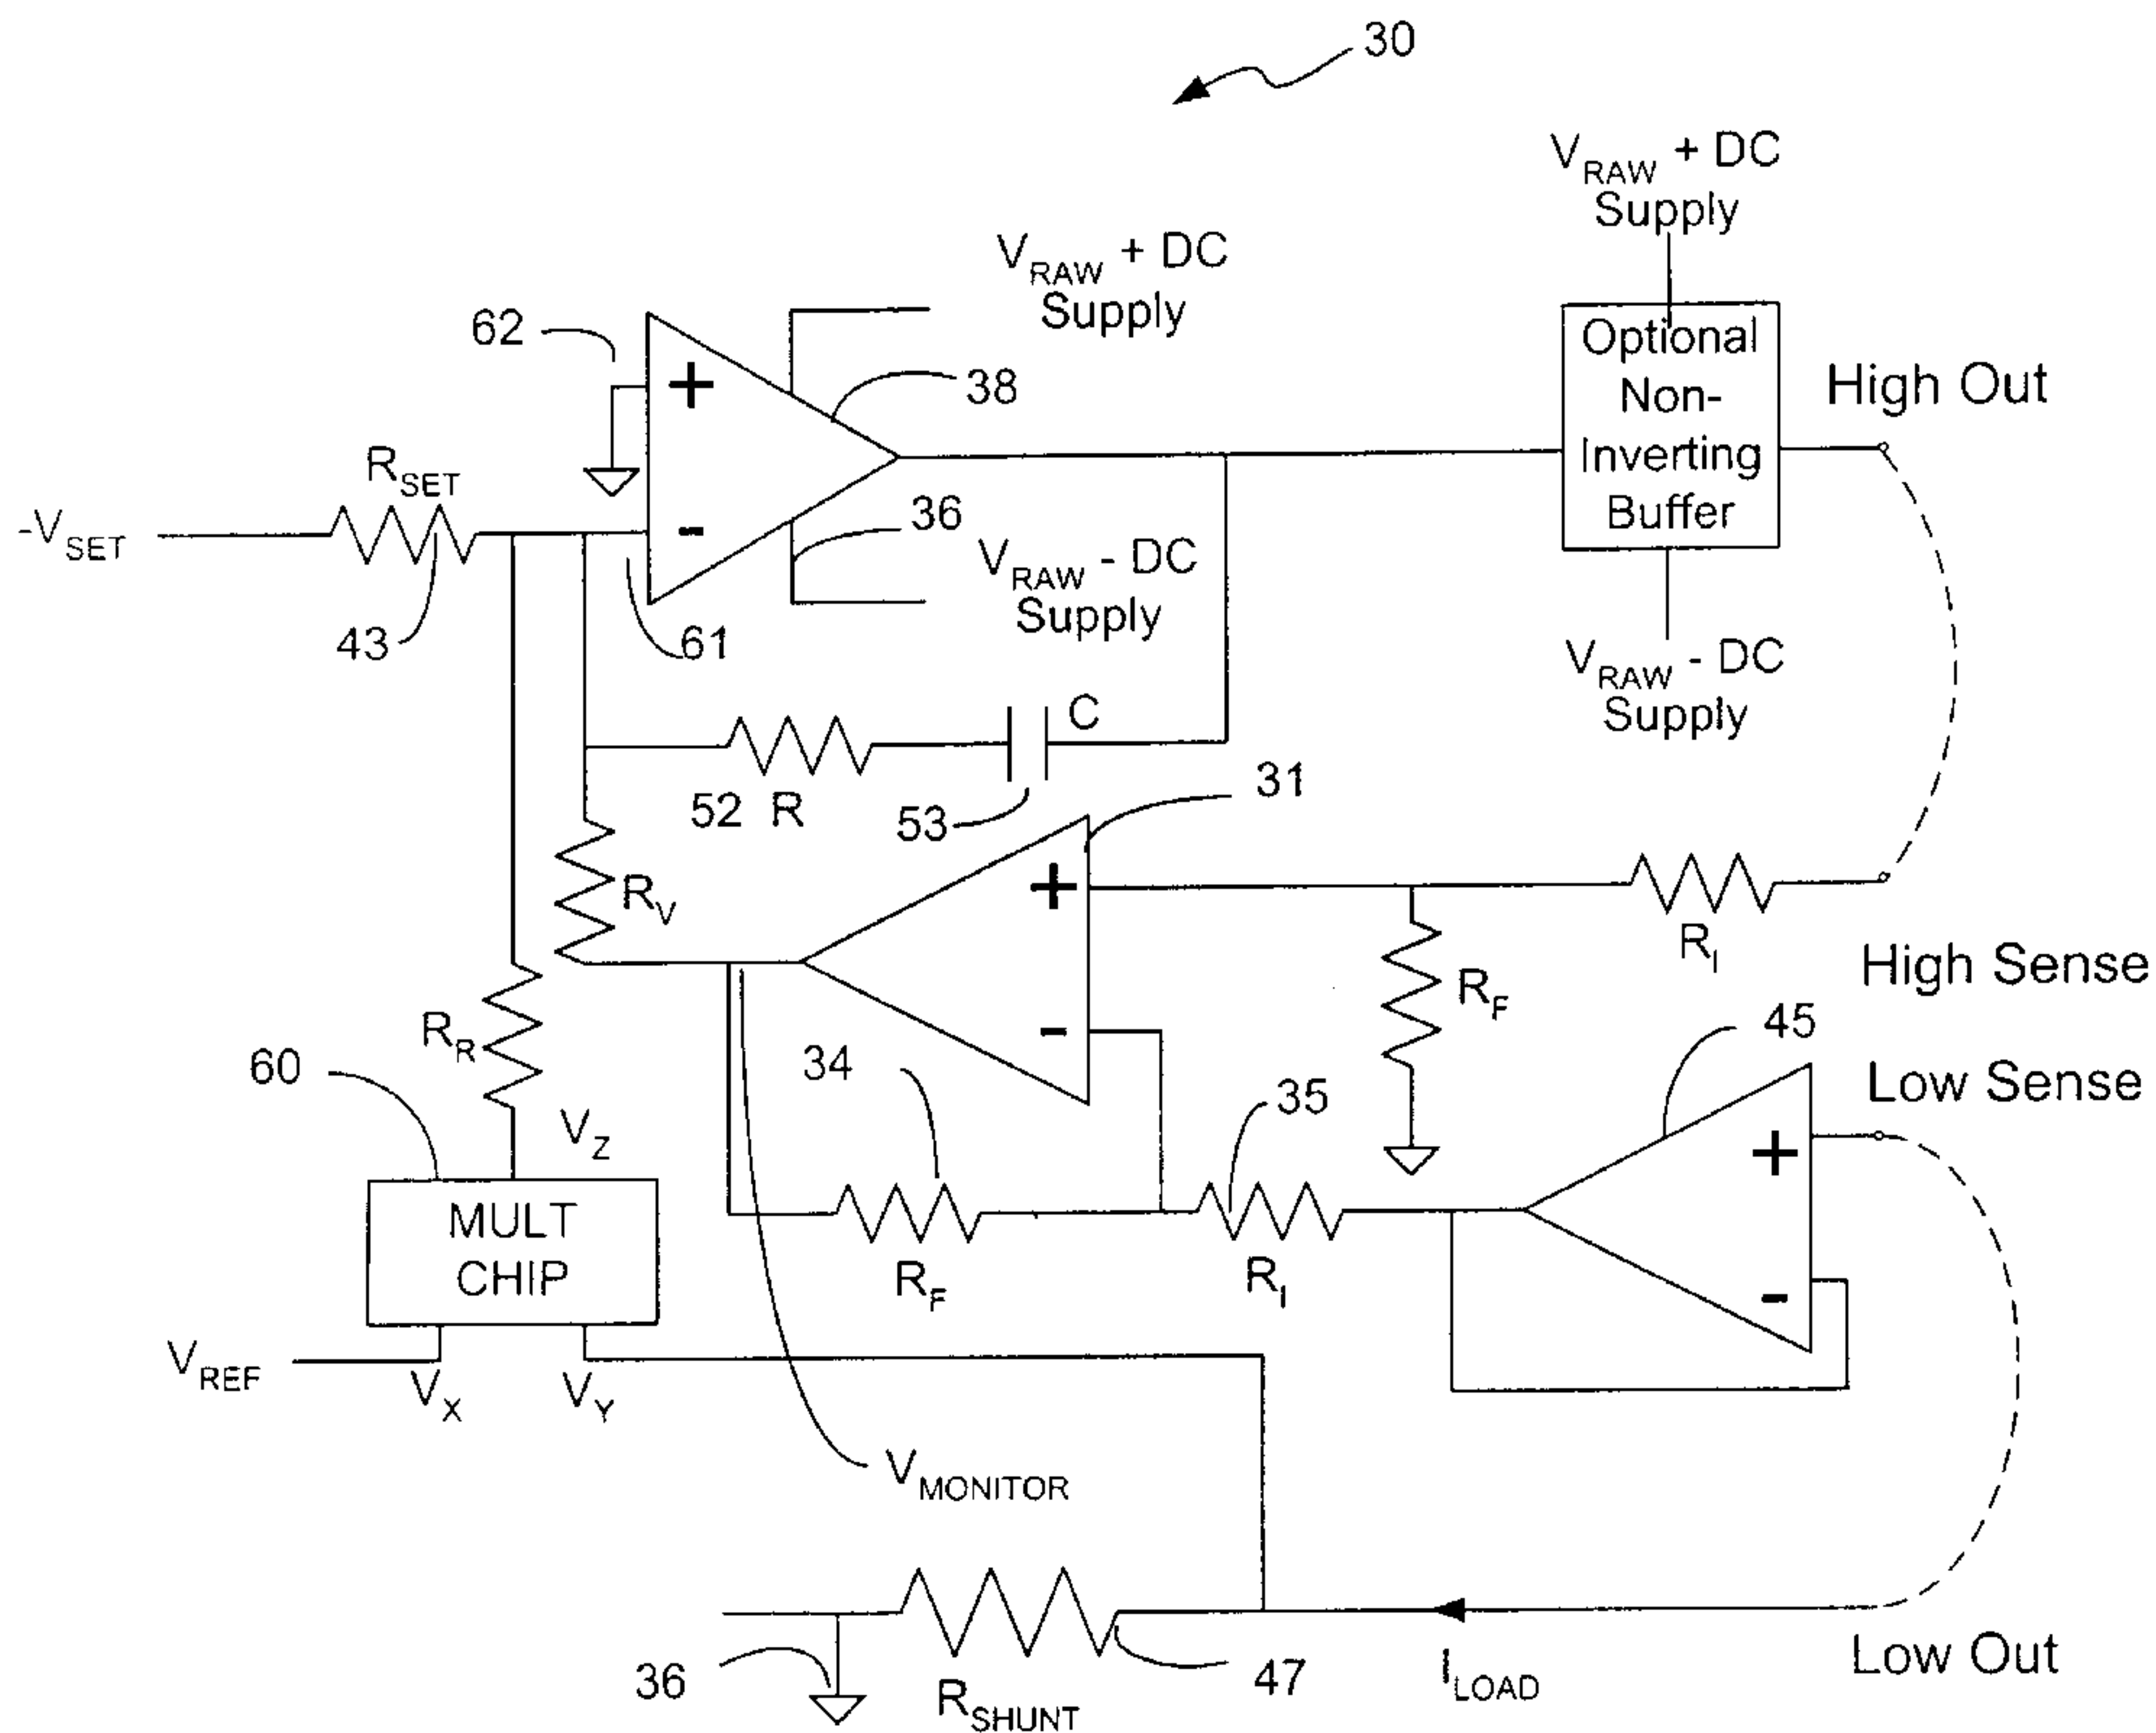 30
V_RAW + DC
Supply
V_RAW + DC
Supply
62
+
38
Optional
Non-
Inverting
Buffer
High Out
R_SET
-V_SET
-
36
V_RAW - DC
Supply
43
61
V_RAW - DC
Supply
C
52 R
53
31
+
R_V
R_I
High Sense
R_F
R_R
-
45
60
34
35
Low Sense
V_Z
+
MULT
CHIP
R_F
R_I
-
V_REF
V_X
V_Y
V_MONITOR
36
R_SHUNT
47
I_LOAD
Low Out